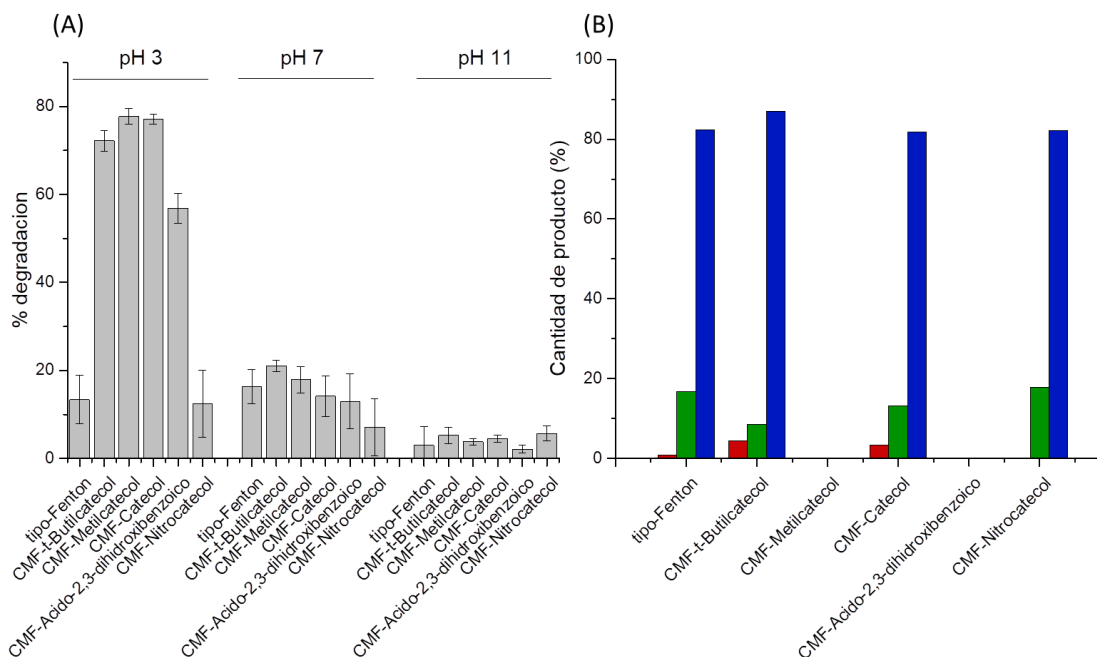 (A)
pH 3
pH 7
pH 11
% degradacion
80
60
40
20
0
tipo-Fenton
CMF-t-Butilcatecol
CMF-Metilcatecol
CMF-Catecol
CMF-Acido-2,3-dihidroxibenzoico
CMF-Nitrocatecol
tipo-Fenton
CMF-t-Butilcatecol
CMF-Metilcatecol
CMF-Catecol
CMF-Acido-2,3-dihidroxibenzoico
CMF-Nitrocatecol
tipo-Fenton
CMF-t-Butilcatecol
CMF-Metilcatecol
CMF-Catecol
CMF-Acido-2,3-dihidroxibenzoico
CMF-Nitrocatecol
(B)
Cantidad de producto (%)
100
80
60
40
20
0
tipo-Fenton
CMF-t-Butilcatecol
CMF-Metilcatecol
CMF-Catecol
CMF-Acido-2,3-dihidroxibenzoico
CMF-Nitrocatecol